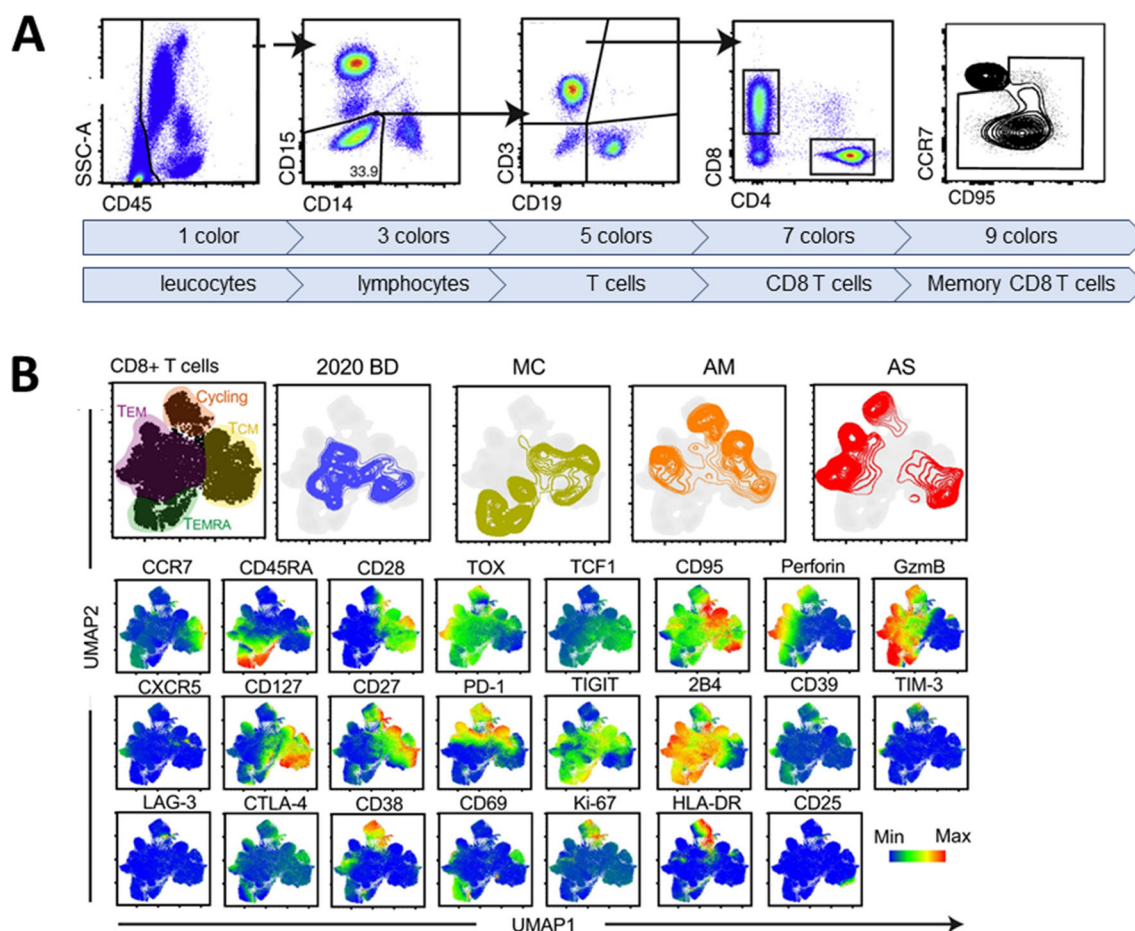 A
SSC-A
CD45
CD15
33.9
CD14
CD3
CD19
CD8
CD4
CCR7
CD95
1 color 3 colors 5 colors 7 colors 9 colors
leucocytes lymphocytes T cells CD8 T cells Memory CD8 T cells
B
CD8+ T cells 2020 BD MC AM AS
Cycling
TEM
TCM
TEMRA
UMAP2
CCR7 CD45RA CD28 TOX TCF1 CD95 Perforin GzmB
CXCR5 CD127 CD27 PD-1 TIGIT 2B4 CD39 TIM-3
LAG-3 CTLA-4 CD38 CD69 Ki-67 HLA-DR CD25
Min Max
UMAP1